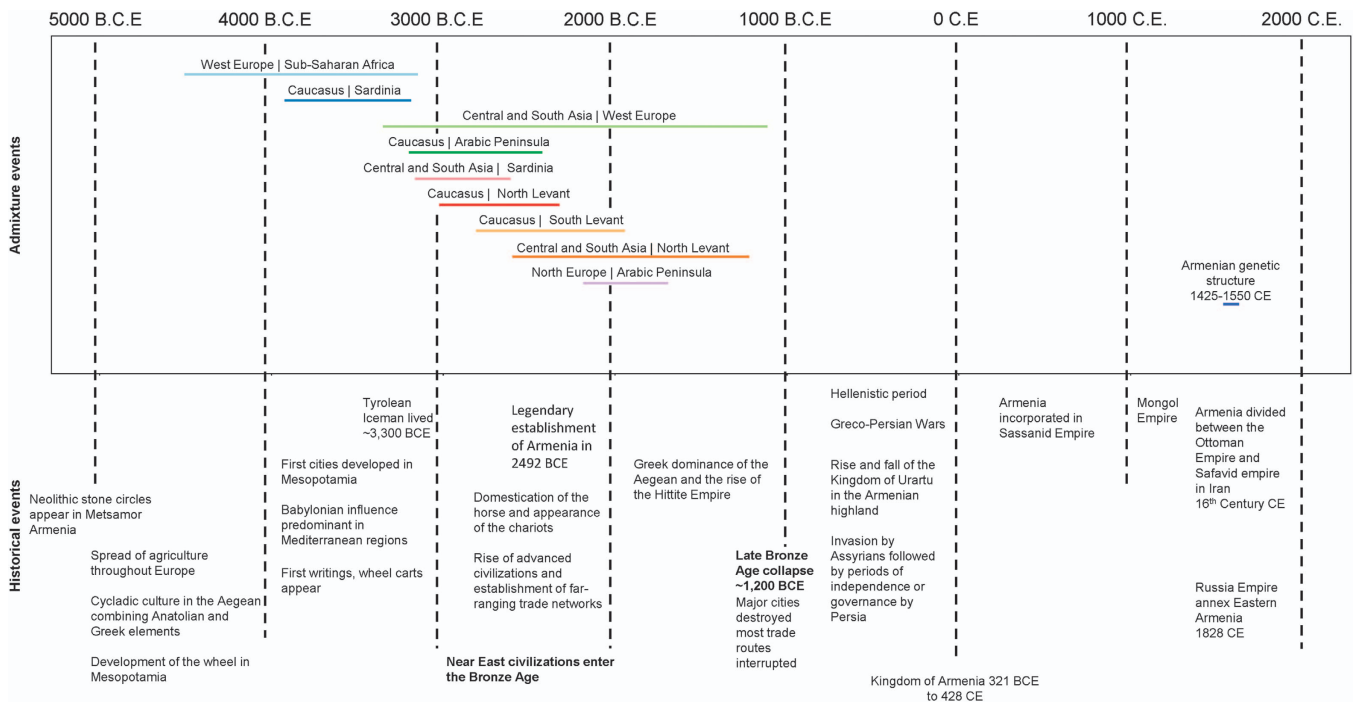 5000 B.C.E
4000 B.C.E
3000 B.C.E
2000 B.C.E
1000 B.C.E
0 C.E
1000 C.E.
2000 C.E.
Admixture events
West Europe | Sub-Saharan Africa
Caucasus | Sardinia
Central and South Asia | West Europe
Caucasus | Arabic Peninsula
Central and South Asia | Sardinia
Caucasus | North Levant
Caucasus | South Levant
Central and South Asia | North Levant
North Europe | Arabic Peninsula
Armenian genetic
structure
1425-1550 CE
Historical events
Neolithic stone circles
appear in Metsamor
Armenia
Spread of agriculture
throughout Europe
Cycladic culture in the Aegean
combining Anatolian and
Greek elements
Development of the wheel in
Mesopotamia
Tyrolean
Iceman lived
~3,300 BCE
First cities developed in
Mesopotamia
Babylonian influence
predominant in
Mediterranean regions
First writings, wheel carts
appear
Legendary
establishment
of Armenia in
2492 BCE
Domestication of the
horse and appearance
of the chariots
Rise of advanced
civilizations and
establishment of far-
ranging trade networks
Near East civilizations enter
the Bronze Age
Greek dominance of the
Aegean and the rise of
the Hittite Empire
Late Bronze
Age collapse
~1,200 BCE
Major cities
destroyed
most trade
routes
interrupted
Hellenistic period
Greco-Persian Wars
Rise and fall of the
Kingdom of Urartu
in the Armenian
highland
Invasion by
Assyrians followed
by periods of
independence or
governance by
Persia
Kingdom of Armenia 321 BCE
to 428 CE
Armenia
incorporated in
Sassanid Empire
Mongol
Empire
Armenia divided
between the
Ottoman
Empire and
Safavid empire
in Iran
16th Century CE
Russia Empire
annex Eastern
Armenia
1828 CE